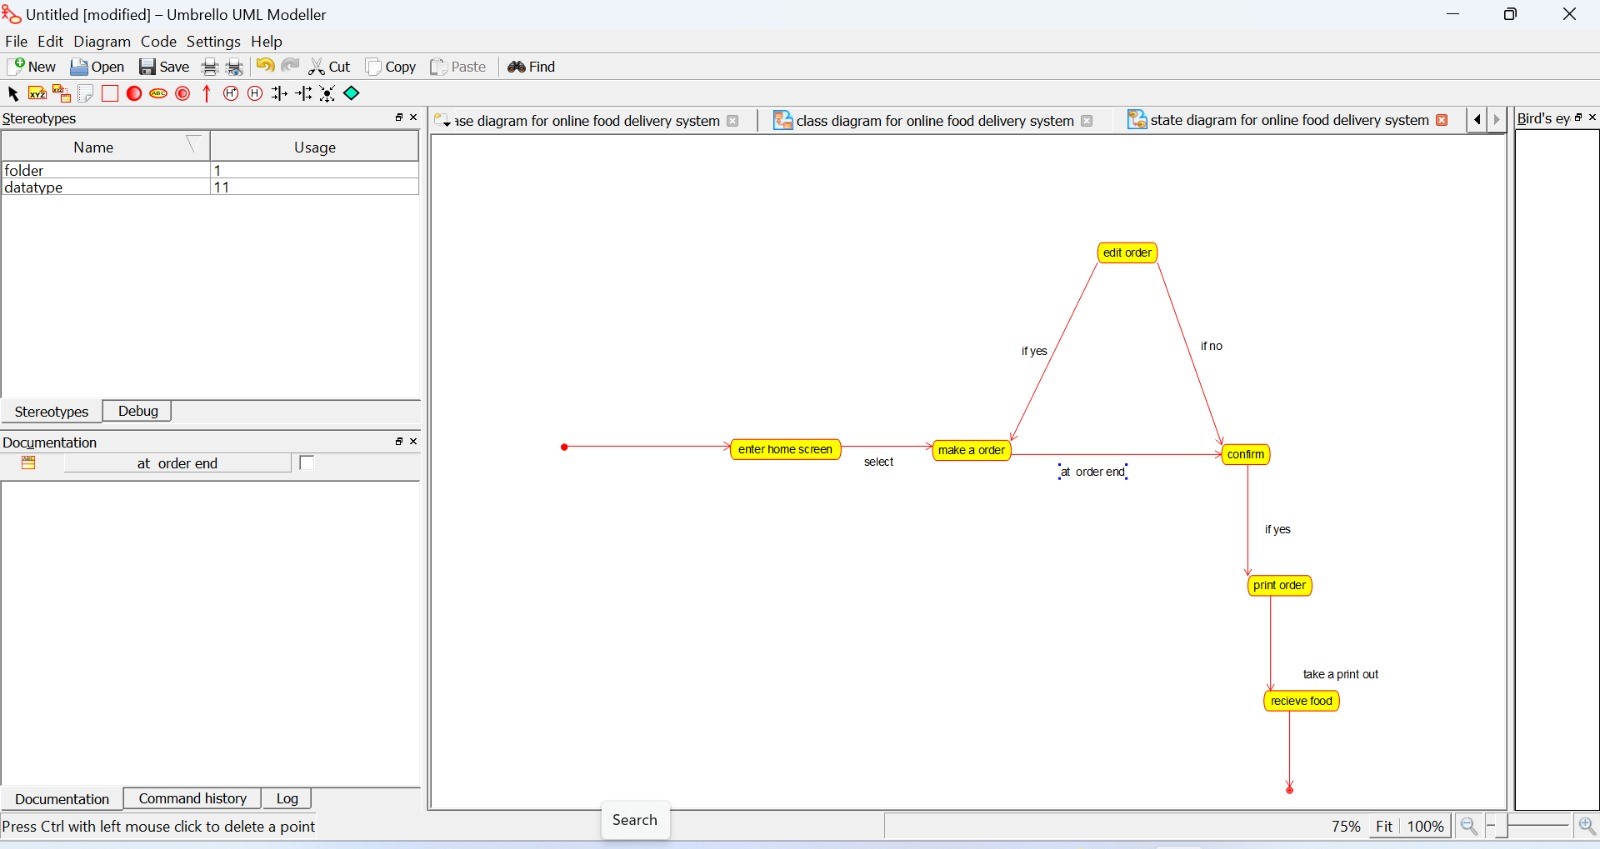 Untitled [modified] – Umbrello UML Modeller
File Edit Diagram Code Settings Help
New Open Save Cut Copy Paste Find
XYZ ABC H* H
Stereotypes
Name Usage
folder 1
datatype 11
Stereotypes Debug
Documentation
at order end
Documentation Command history Log
Press Ctrl with left mouse click to delete a point
ase diagram for online food delivery system class diagram for online food delivery system state diagram for online food delivery system
Bird's ey
edit order
if yes
if no
enter home screen
select
make a order
at order end
confirm
if yes
print order
take a print out
recieve food
Search
75% Fit 100%